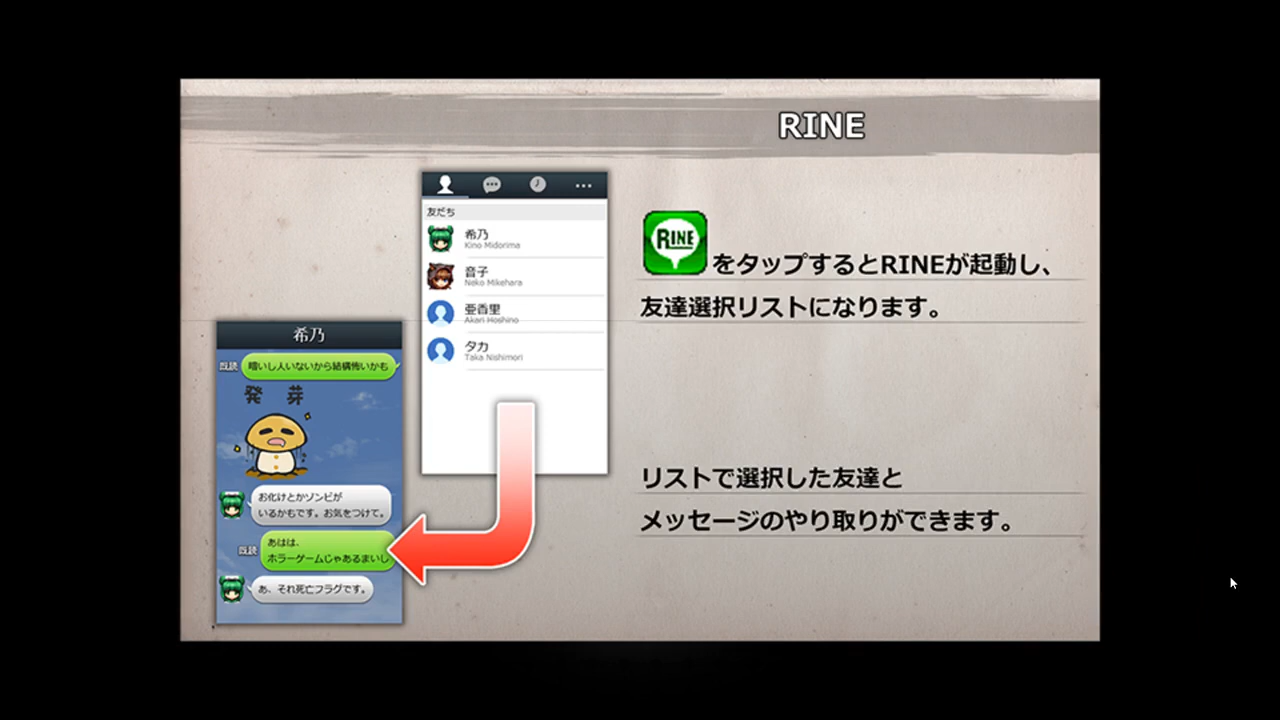 RINE
友だち
希乃
Kino Midorima
音子
Neko Mikehara
亜香里
Akari Hoshino
タカ
Taka Nishimori
RINE
をタップするとRINEが起動し、
友達選択リストになります。
希乃
既読
暗いし人いないから結構怖いかも
発 芽
お化けとかゾンビが
いるかもです。お気をつけて。
既読
あはは、
ホラーゲームじゃあるまいし
あ、それ死亡フラグです。
リストで選択した友達と
メッセージのやり取りができます。